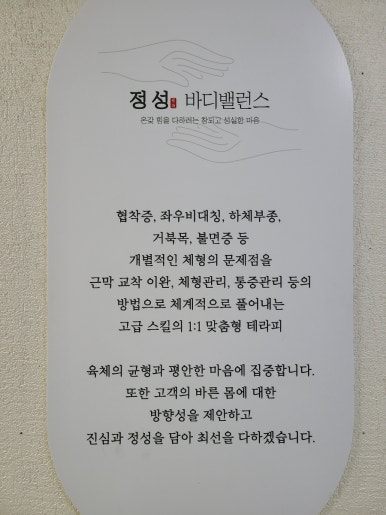 정성 바디밸런스
온갖 힘을 다하려는 참되고 성실한 마음
협착증, 좌우비대칭, 하체부종,
거북목, 불면증 등
개별적인 체형의 문제점을
근막 교착 이완, 체형관리, 통증관리 등의
방법으로 체계적으로 풀어내는
고급 스킬의 1:1 맞춤형 테라피
육체의 균형과 평안한 마음에 집중합니다.
또한 고객의 바른 몸에 대한
방향성을 제안하고
진심과 정성을 담아 최선을 다하겠습니다.